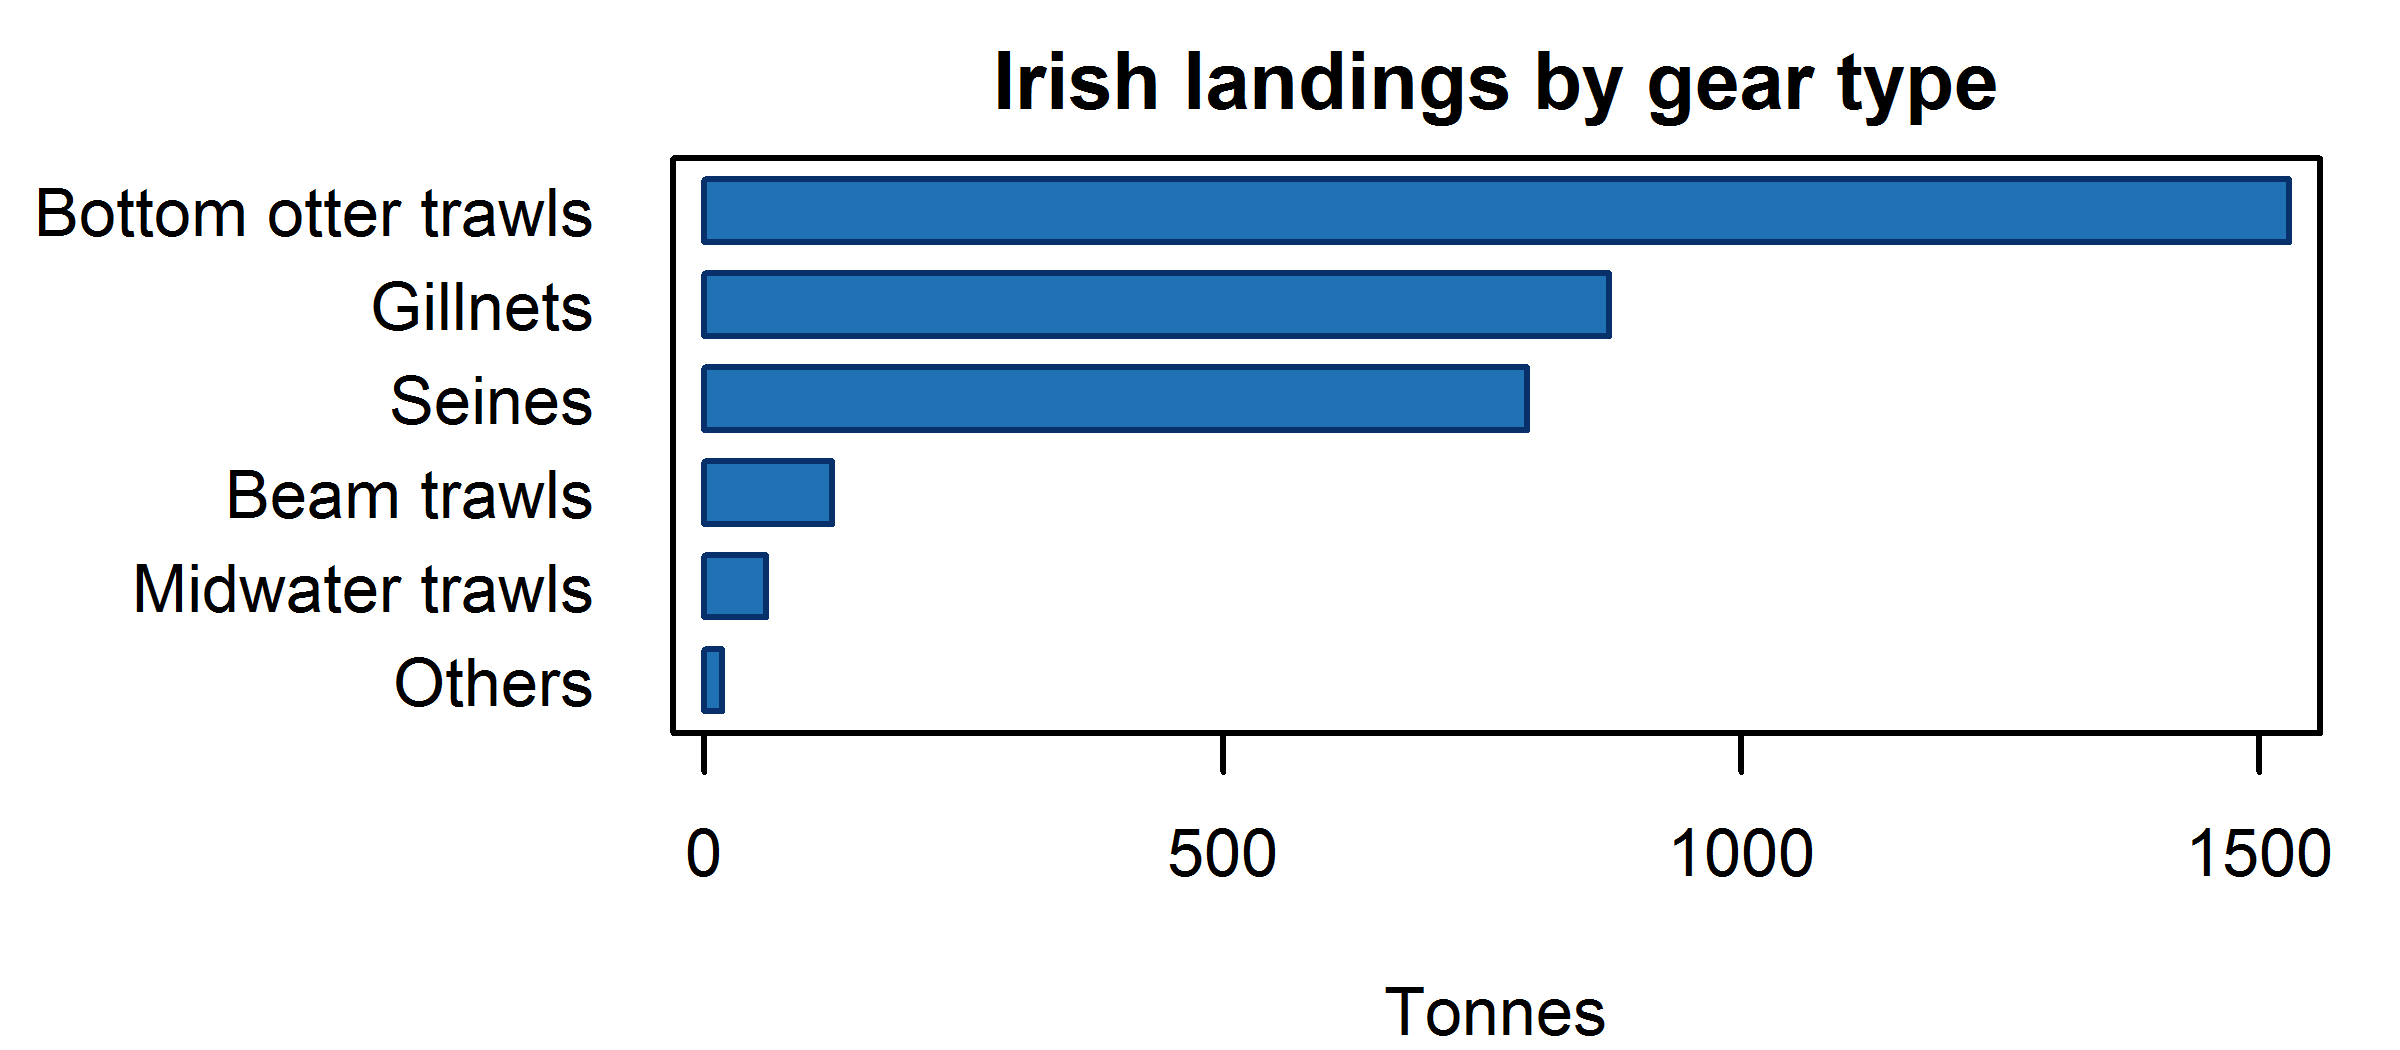 Irish landings by gear type
Bottom otter trawls
Gillnets
Seines
Beam trawls
Midwater trawls
Others
0 500 1000 1500
Tonnes